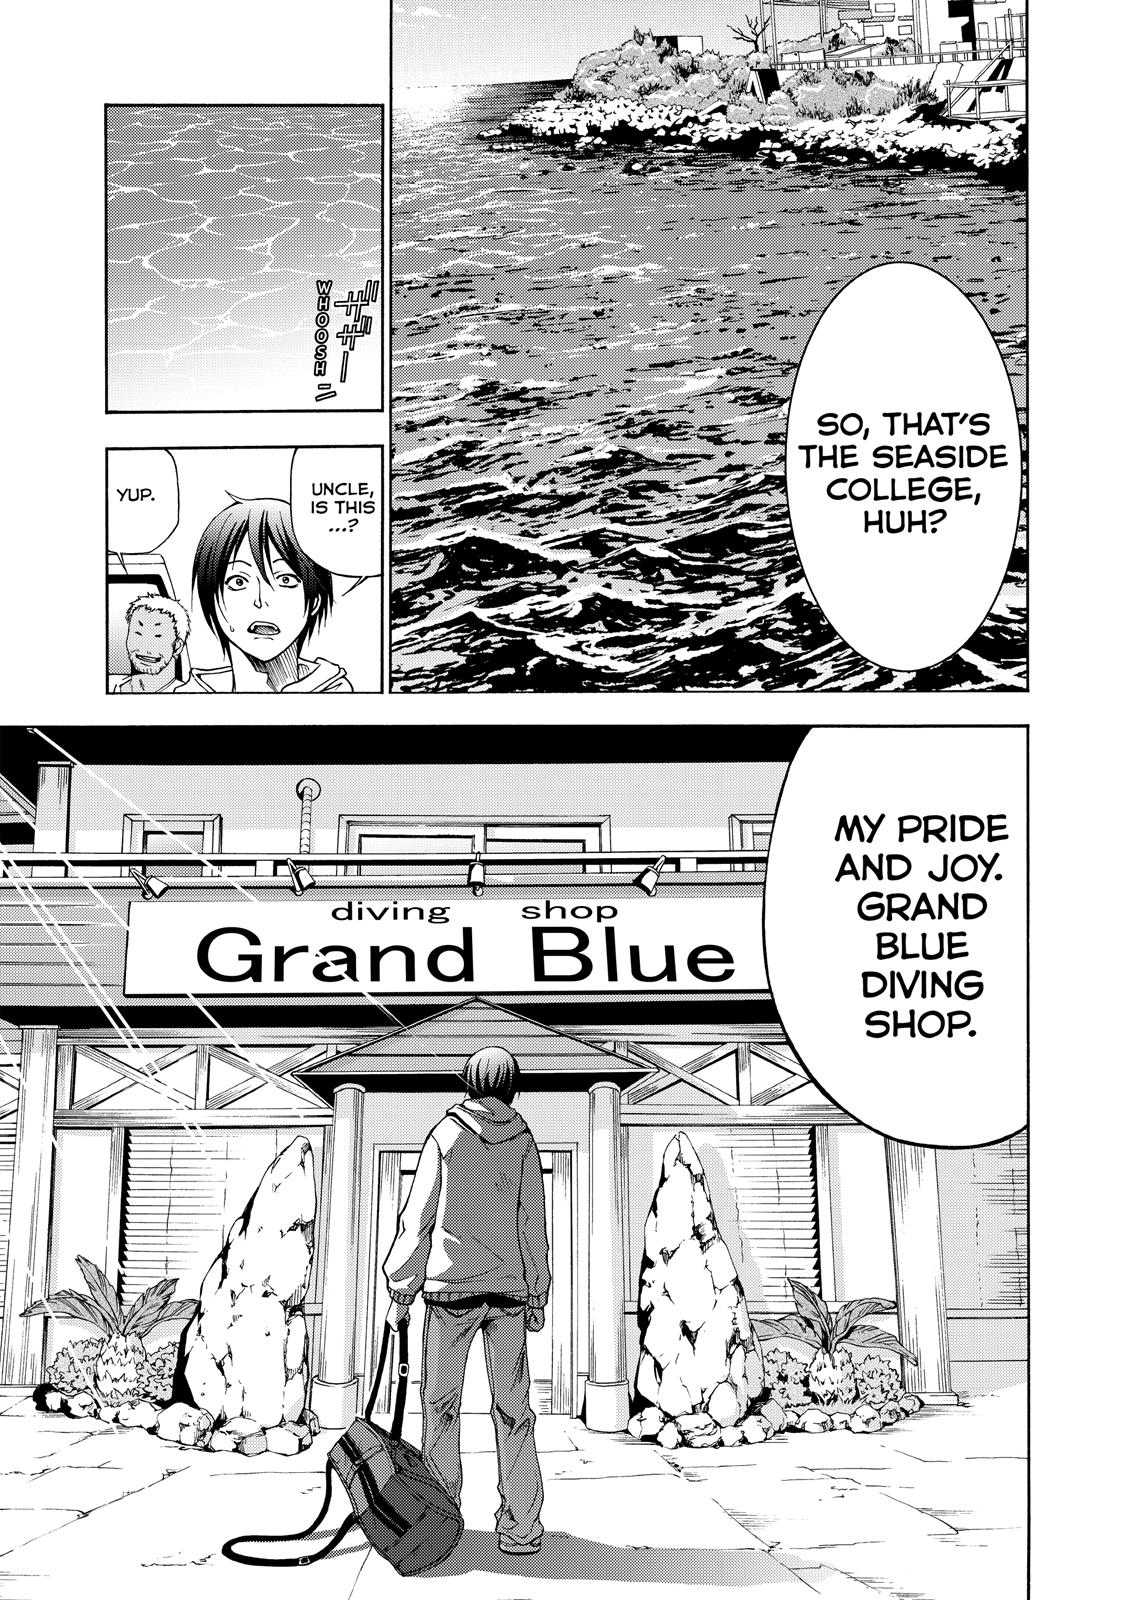 SO, THAT'S
THE SEASIDE
COLLEGE,
HUH?
ザザーン
WHOOSH
UNCLE,
IS THIS
...?
YUP.
MY PRIDE
AND JOY.
GRAND
BLUE
DIVING
SHOP.
diving shop
Grand Blue